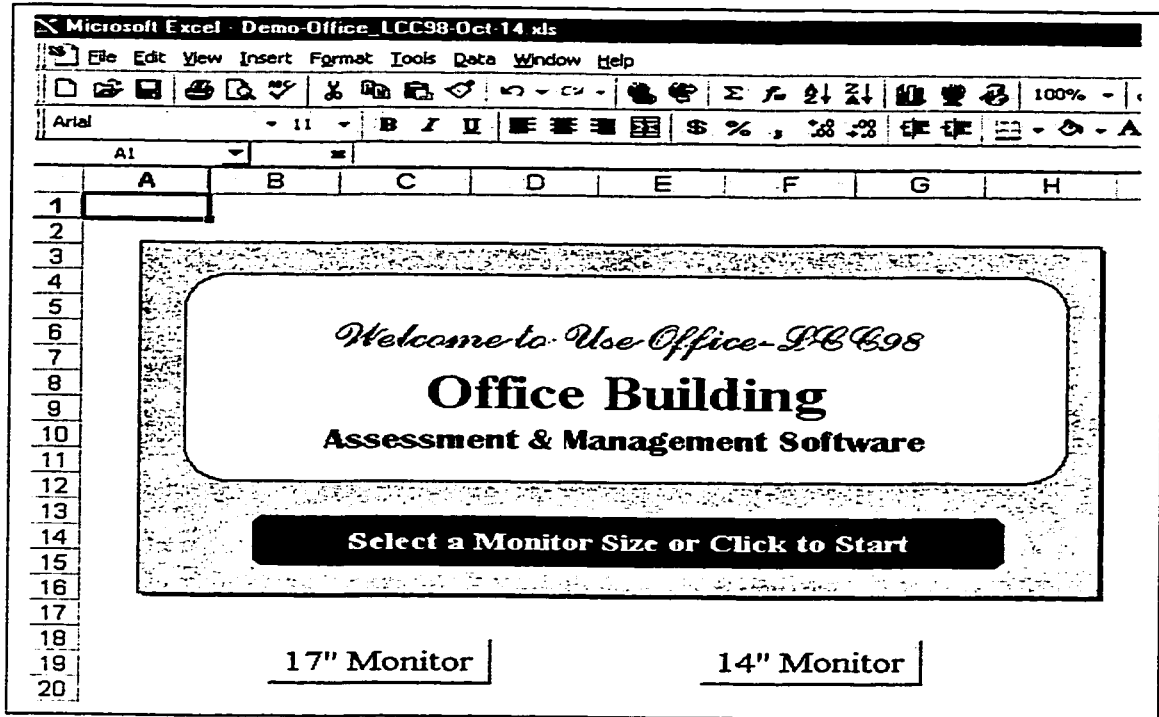 Microsoft Excel - Demo-Office_LCC98-Oct-14.xls
File Edit View Insert Format Tools Data Window Help
100%
Arial 11 B I U $ % , A
A1 =
A B C D E F G H
1
2
3
4
5
6
7
8
9
10
11
12
13
14
15
16
17
18
19
20
Welcome to Use Office-LCC98
Office Building
Assessment & Management Software
Select a Monitor Size or Click to Start
17" Monitor 14" Monitor